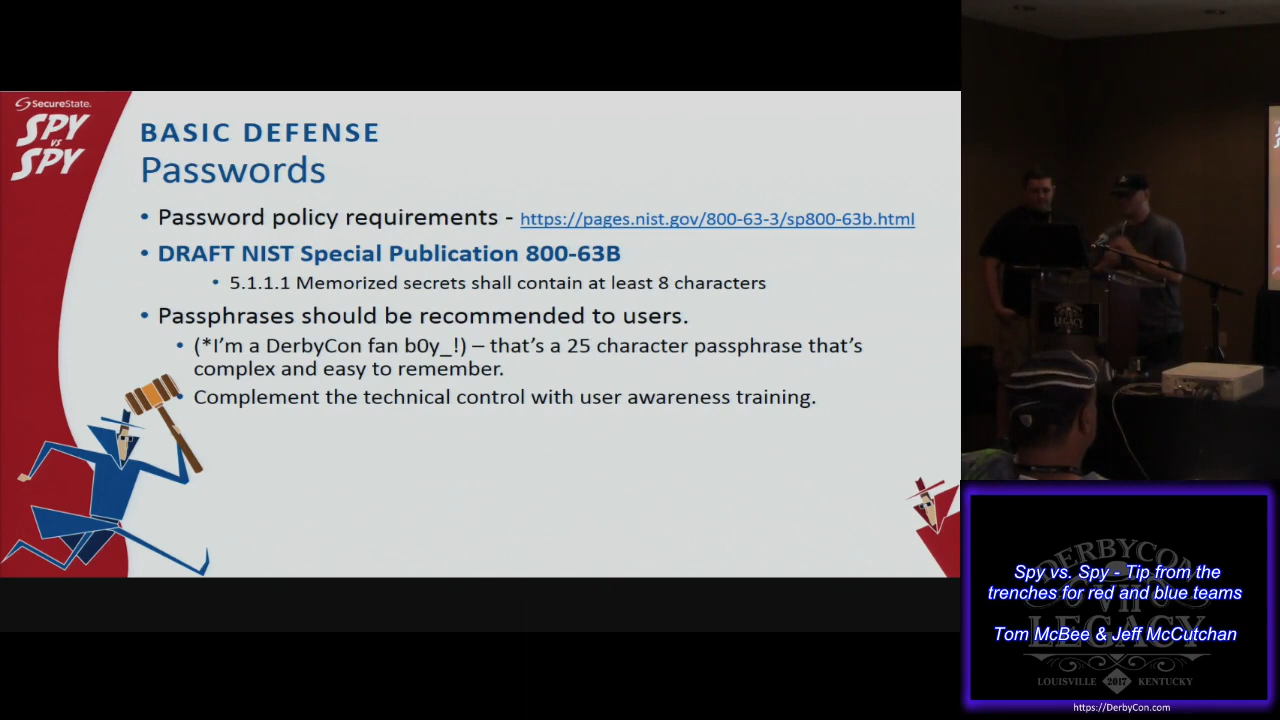 SecureState.
SPY
VS
SPY
BASIC DEFENSE
Passwords
• Password policy requirements - https://pages.nist.gov/800-63-3/sp800-63b.html
• DRAFT NIST Special Publication 800-63B
• 5.1.1.1 Memorized secrets shall contain at least 8 characters
• Passphrases should be recommended to users.
• (*I'm a DerbyCon fan b0y_!) – that's a 25 character passphrase that's
complex and easy to remember.
• Complement the technical control with user awareness training.
LEGACY
DERBYCON
VII
LEGACY
Spy vs. Spy - Tip from the
trenches for red and blue teams
Tom McBee & Jeff McCutchan
LOUISVILLE 2017 KENTUCKY
https://DerbyCon.com